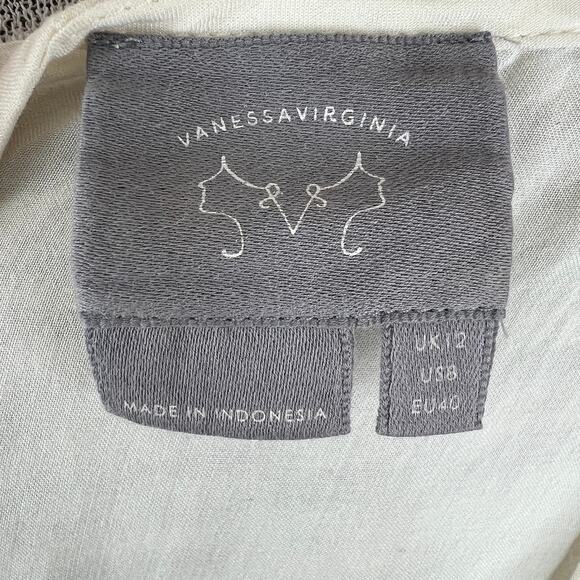 VANESSAVIRGINIA
MADE IN INDONESIA
UK12
US8
EU40